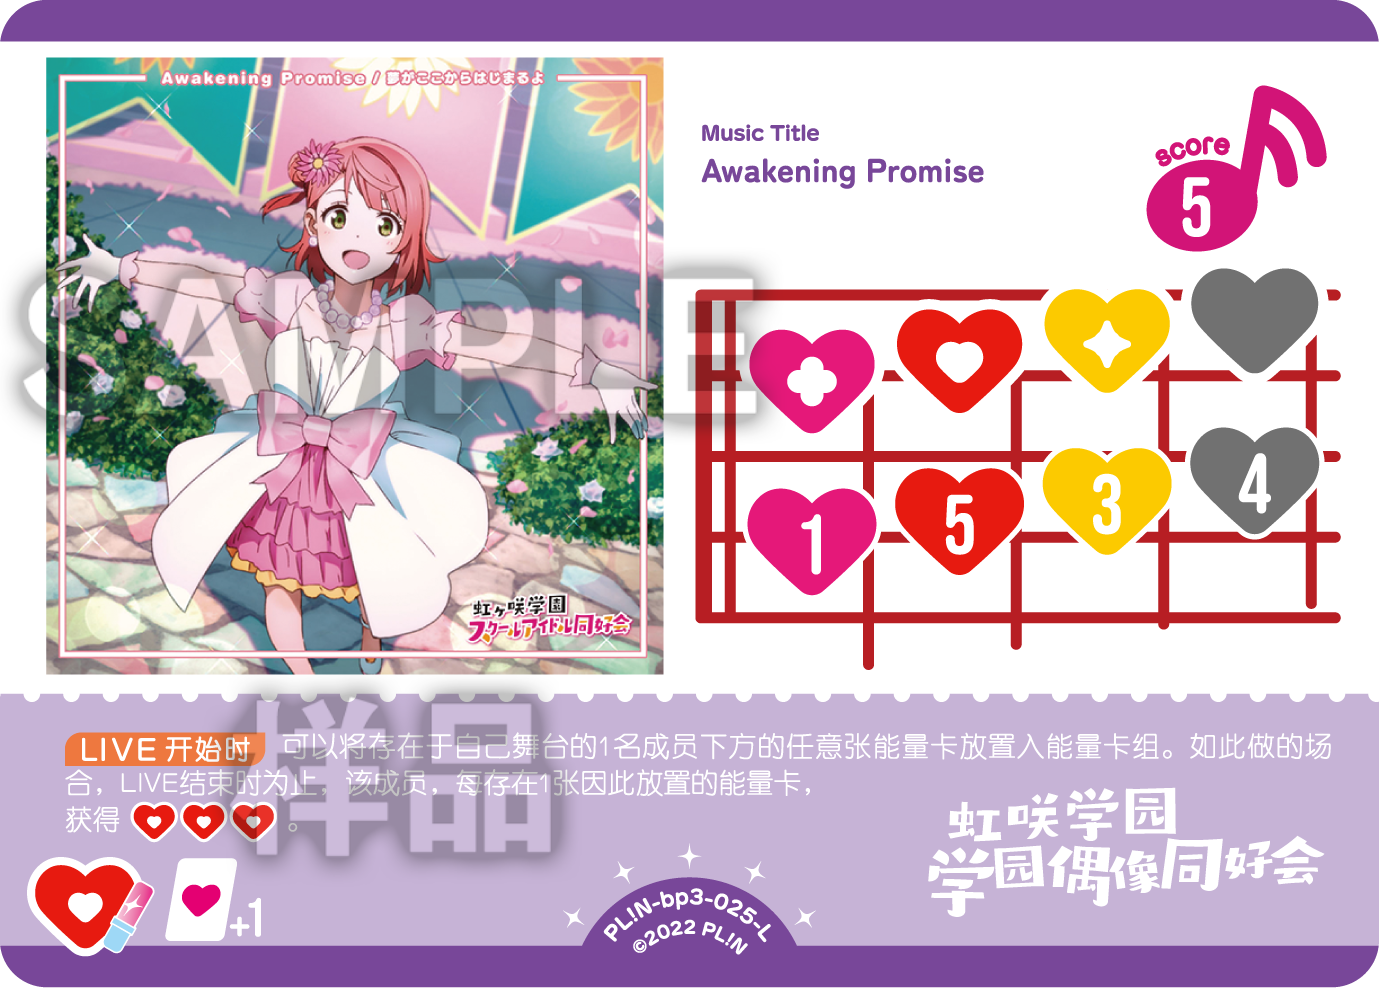 Awakening Promise / 夢がここからはじまるよ
Music Title
Awakening Promise
score
5
SAMPLE
1
5
3
4
虹ヶ咲学園
スクールアイドル同好会
样品
LIVE 开始时 可以将存在于自己舞台的1名成员下方的任意张能量卡放置入能量卡组。如此做的场
合，LIVE结束时为止，该成员，每存在1张因此放置的能量卡，
获得 。
虹咲学园
学园偶像同好会
+1
PL!N-bp3-025-L
©2022 PL!N